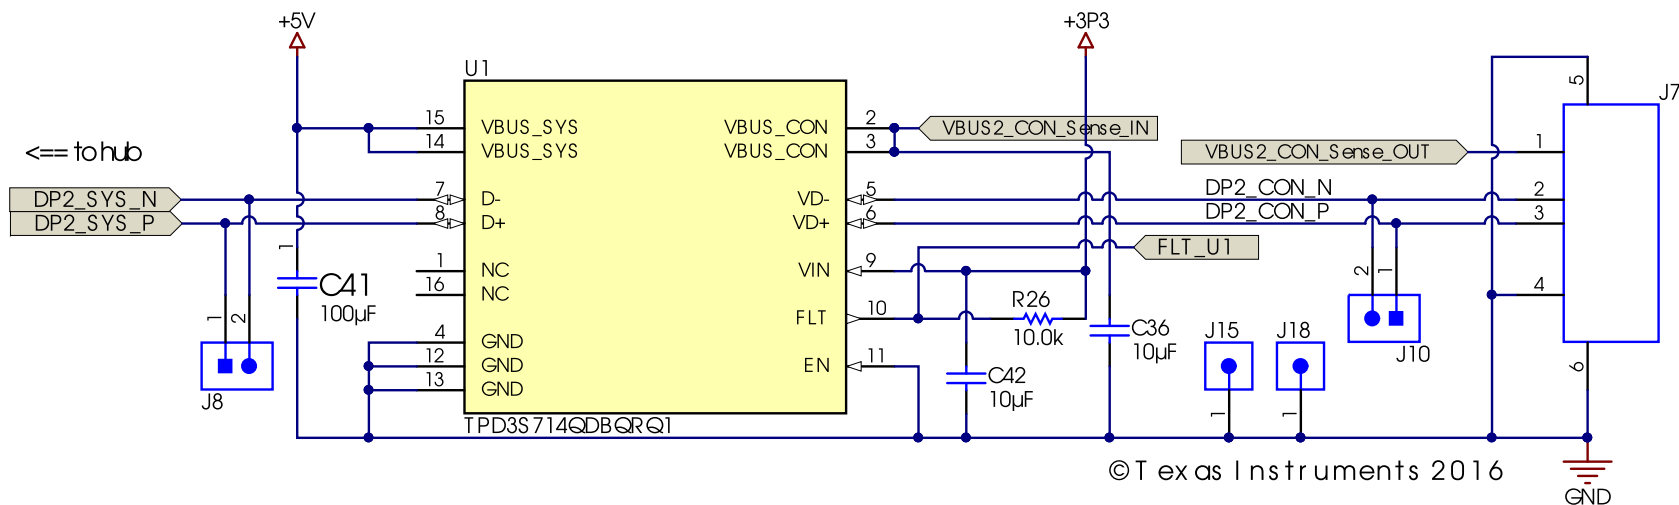 +5V
+3P3
U1
J7
5
15 VBUS_SYS VBUS_CON 2 VBUS2_CON_Sense_IN
14 VBUS_SYS VBUS_CON 3
<== to hub
VBUS2_CON_Sense_OUT 1
DP2_SYS_N 7 D- VD- 5 DP2_CON_N 2
DP2_SYS_P 8 D+ VD+ 6 DP2_CON_P 3
FLT_U1
1
1 NC VIN 9
2 1
C41
16 NC
4
100µF
R26
10.0k
FLT 10
1 2
C36
10µF
J15 J18
J10
4 GND
12 GND EN 11
13 GND
6
C42
10µF
J8
1 1
TPD3S714QDBQRQ1
©Texas Instruments 2016
GND